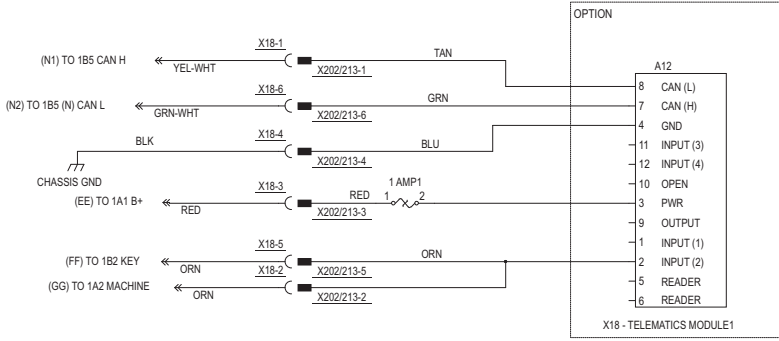 OPTION
X18-1
TAN
A12
(N1) TO 1B5 CAN H
YEL-WHT
X202/213-1
8 CAN (L)
X18-6
GRN
(N2) TO 1B5 (N) CAN L
GRN-WHT
X202/213-6
7 CAN (H)
4 GND
BLK
X18-4
BLU
X202/213-4
11 INPUT (3)
12 INPUT (4)
CHASSIS GND
10 OPEN
(EE) TO 1A1 B+
RED
X18-3
X202/213-3
RED
1 AMP1
1 2
3 PWR
9 OUTPUT
1 INPUT (1)
(FF) TO 1B2 KEY
ORN
X18-5
X202/213-5
ORN
2 INPUT (2)
(GG) TO 1A2 MACHINE
ORN
X18-2
X202/213-2
5 READER
6 READER
X18 - TELEMATICS MODULE1